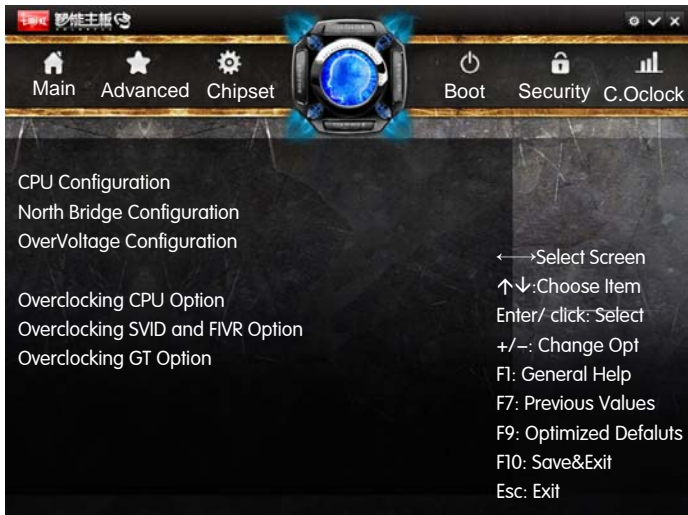 七彩虹 智能主板
Main Advanced Chipset Boot Security C.Oclock
CPU Configuration
North Bridge Configuration
OverVoltage Configuration
Overclocking CPU Option
Overclocking SVID and FIVR Option
Overclocking GT Option
←→Select Screen
↑↓:Choose Item
Enter/ click: Select
+/−: Change Opt
F1: General Help
F7: Previous Values
F9: Optimized Defaluts
F10: Save&Exit
Esc: Exit